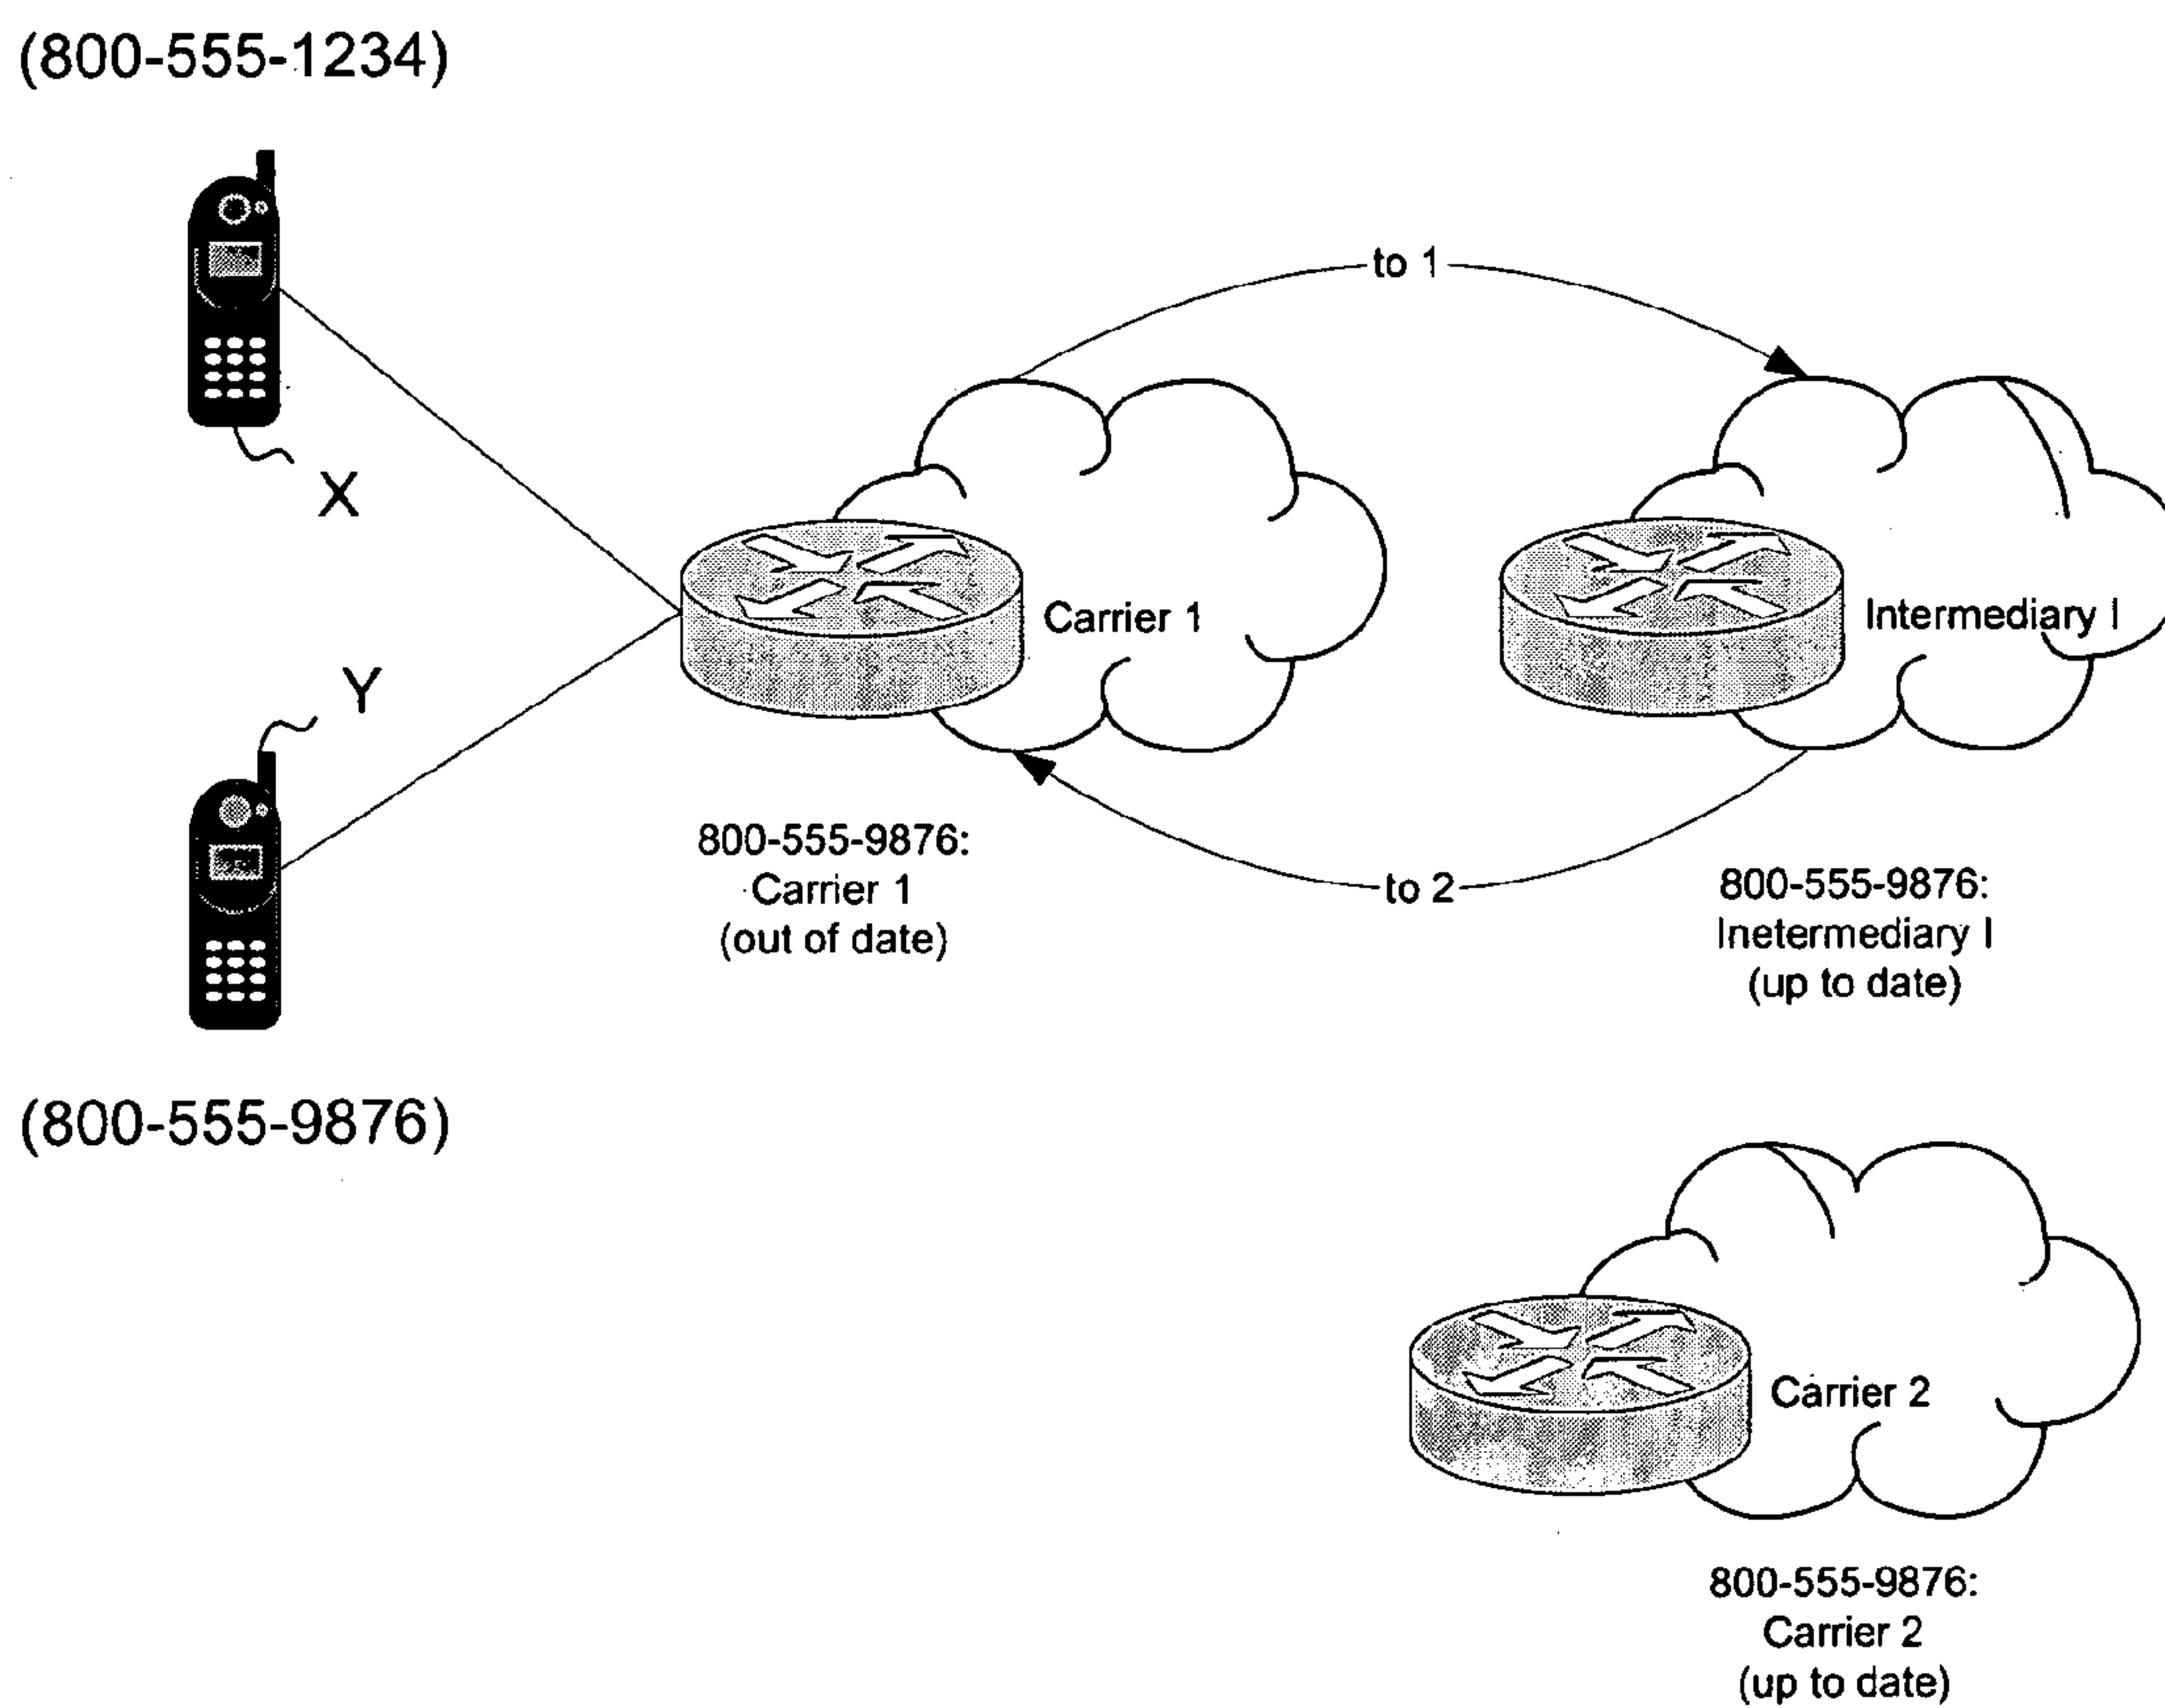 (800-555-1234)
X
to 1
Carrier 1
Intermediary I
Y
800-555-9876:
Carrier 1
(out of date)
to 2
800-555-9876:
Inetermediary I
(up to date)
(800-555-9876)
Carrier 2
800-555-9876:
Carrier 2
(up to date)